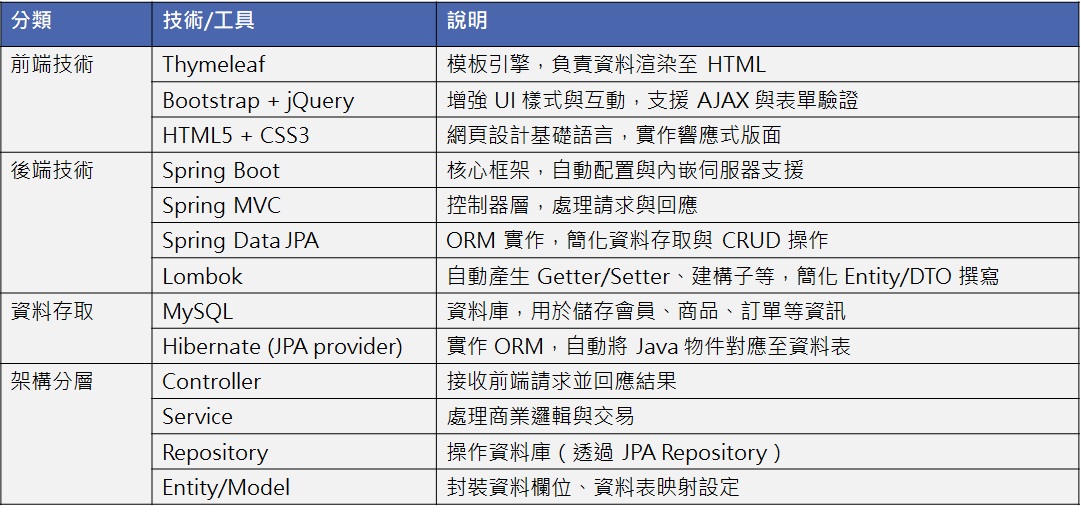 分類 技術/工具 說明
前端技術 Thymeleaf 模板引擎，負責資料渲染至 HTML
Bootstrap + jQuery 增強 UI 樣式與互動，支援 AJAX 與表單驗證
HTML5 + CSS3 網頁設計基礎語言，實作響應式版面
後端技術 Spring Boot 核心框架，自動配置與內嵌伺服器支援
Spring MVC 控制器層，處理請求與回應
Spring Data JPA ORM 實作，簡化資料存取與 CRUD 操作
Lombok 自動產生 Getter/Setter、建構子等，簡化 Entity/DTO 撰寫
資料存取 MySQL 資料庫，用於儲存會員、商品、訂單等資訊
Hibernate (JPA provider) 實作 ORM，自動將 Java 物件對應至資料表
架構分層 Controller 接收前端請求並回應結果
Service 處理商業邏輯與交易
Repository 操作資料庫（透過 JPA Repository）
Entity/Model 封裝資料欄位、資料表映射設定